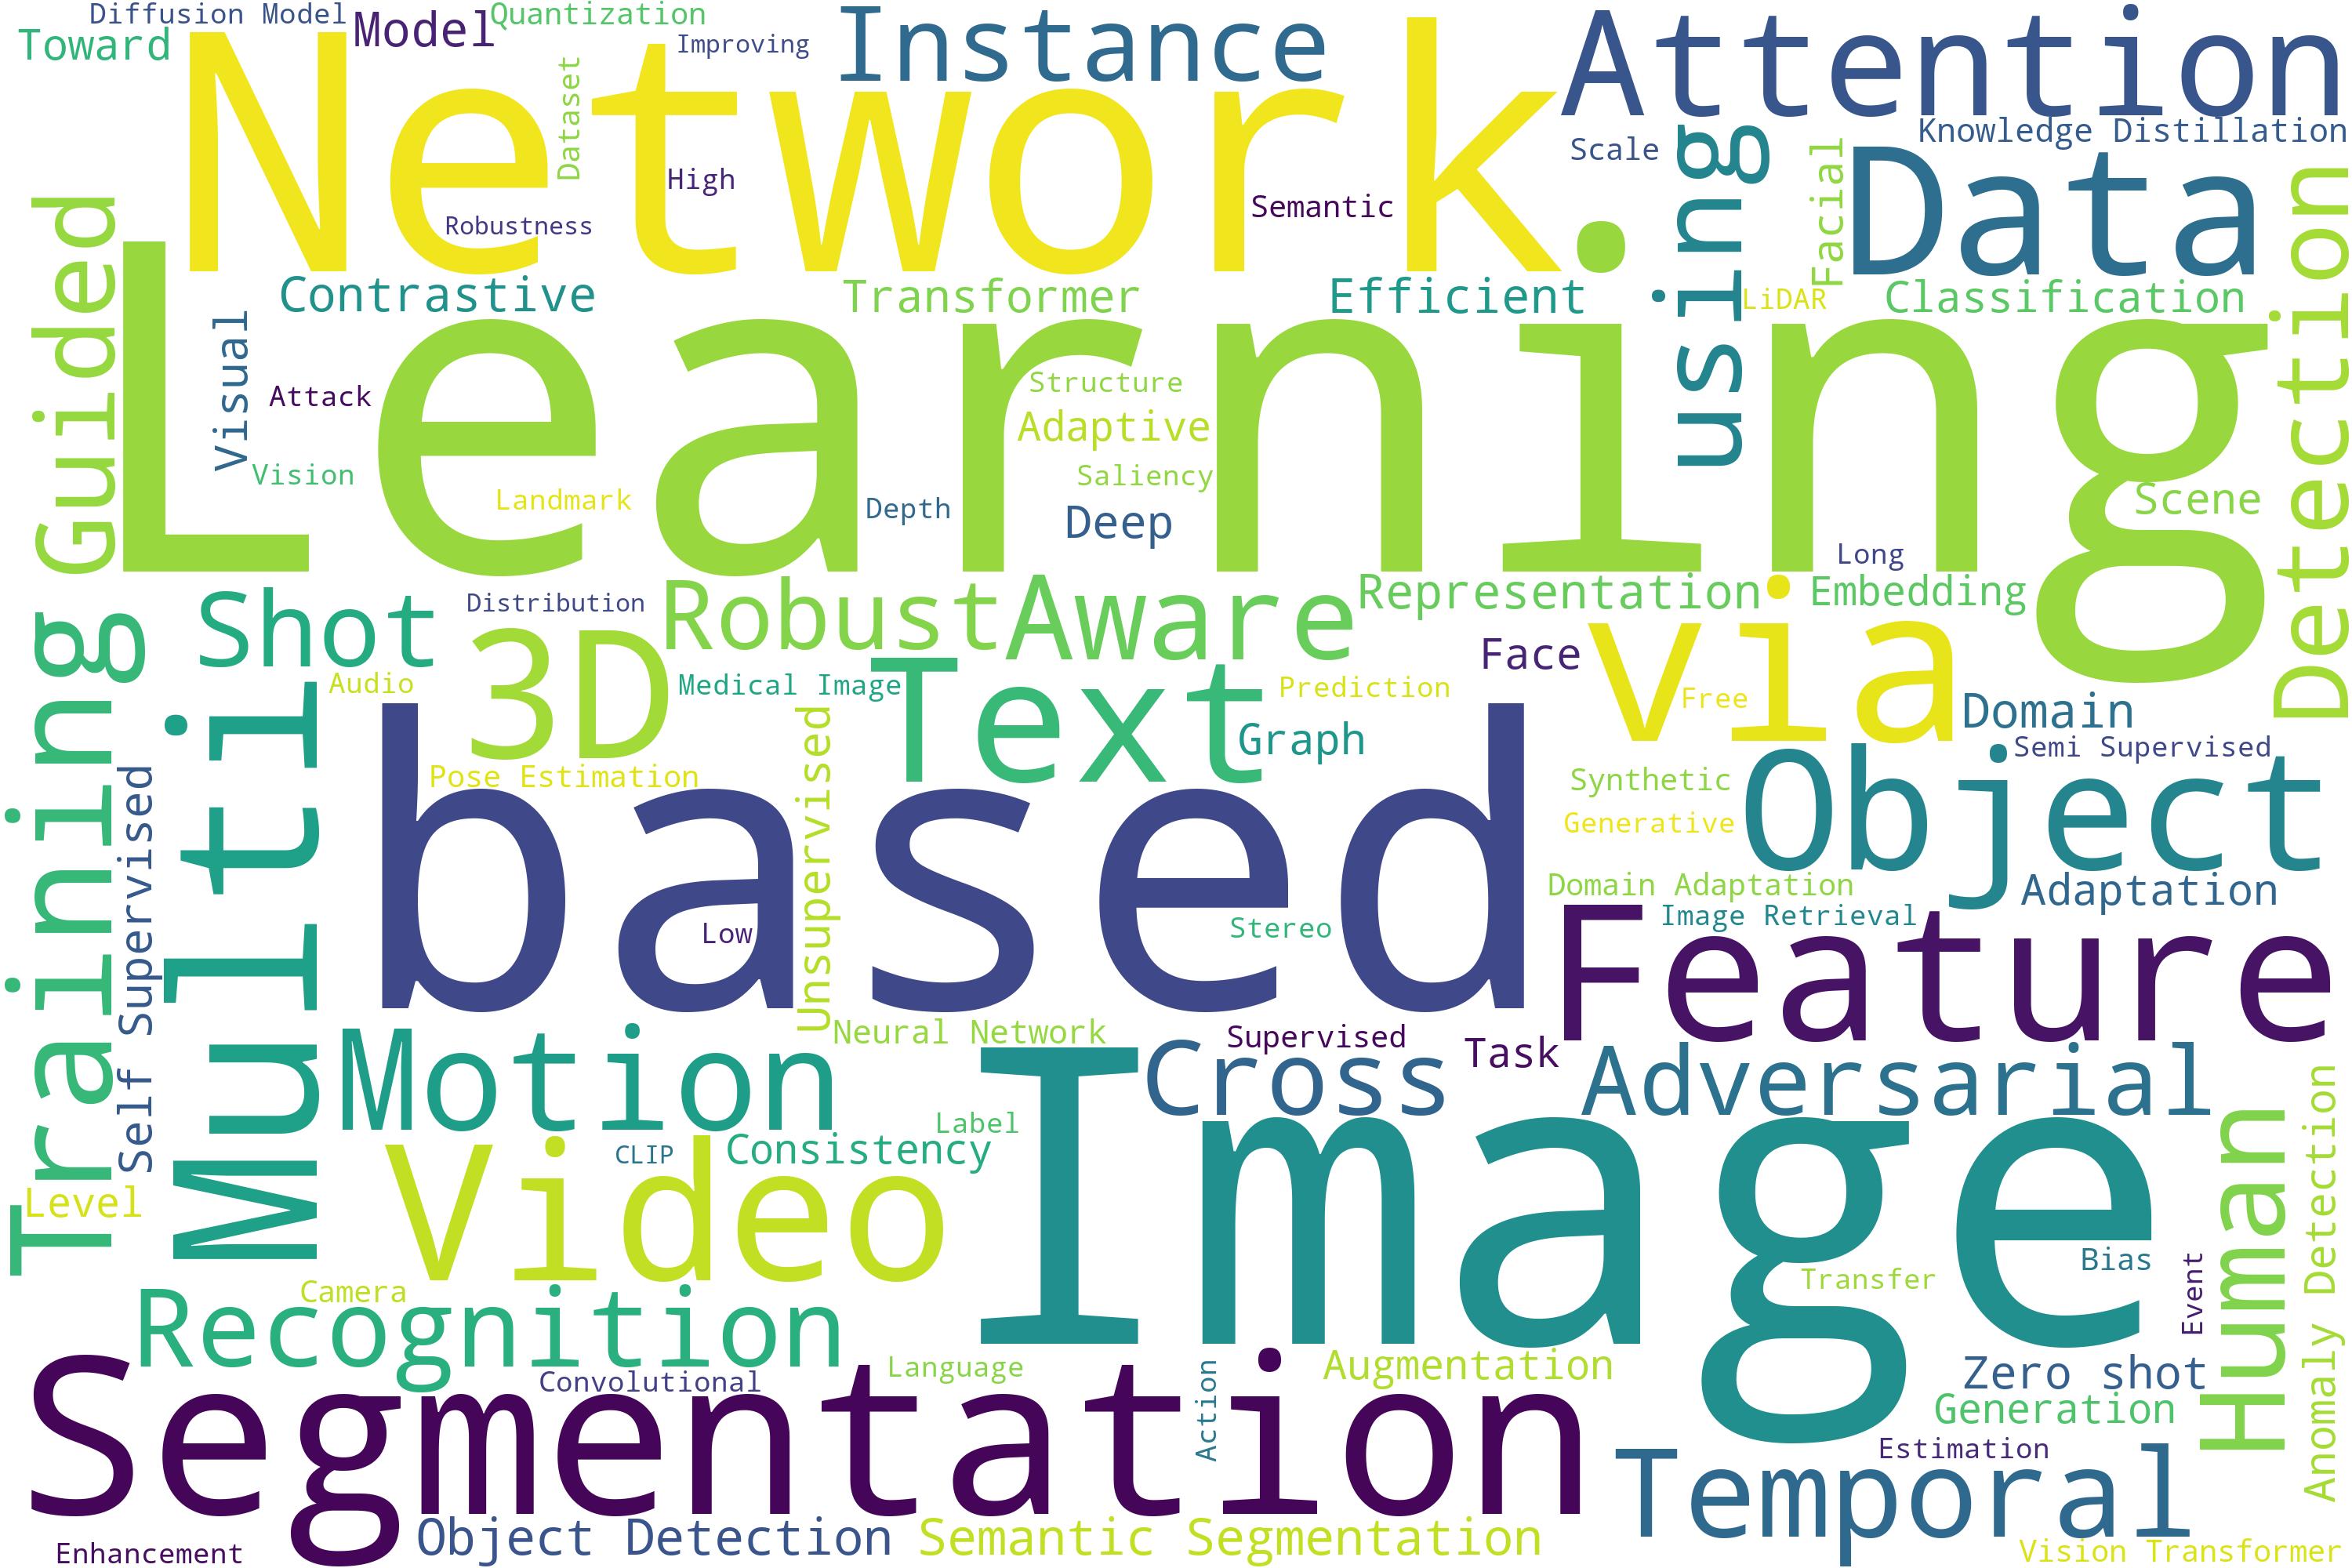 Diffusion Model
Quantization
Toward
Model
Improving
Instance
Attention
Network
Dataset
High
Robustness
Semantic
Scale
using
Knowledge Distillation
Facial
Data
Detection
Guided
Contrastive
Transformer
Efficient
LiDAR
Classification
Learning
Visual
Attack
Structure
Adaptive
Vision
Saliency
Landmark
Depth
Deep
Scene
Long
Shot
Distribution
Robust
Aware
Representation
Embedding
3D
Audio
Medical Image
Text
Prediction
Face
via
Free
Domain
Graph
Semi Supervised
Training
Multi
Self Supervised
Pose Estimation
Unsupervised
based
Synthetic
Generative
Object
Domain Adaptation
Adaptation
Low
Stereo
Image Retrieval
Feature
Motion
Neural Network
Supervised
Cross
Task
Adversarial
Label
CLIP
Consistency
Video
Image
Human
Anomaly Detection
Level
Camera
Bias
Transfer
Event
Recognition
Language
Convolutional
Action
Augmentation
Zero shot
Generation
Segmentation
Estimation
Temporal
Enhancement
Object Detection
Semantic Segmentation
Vision Transformer